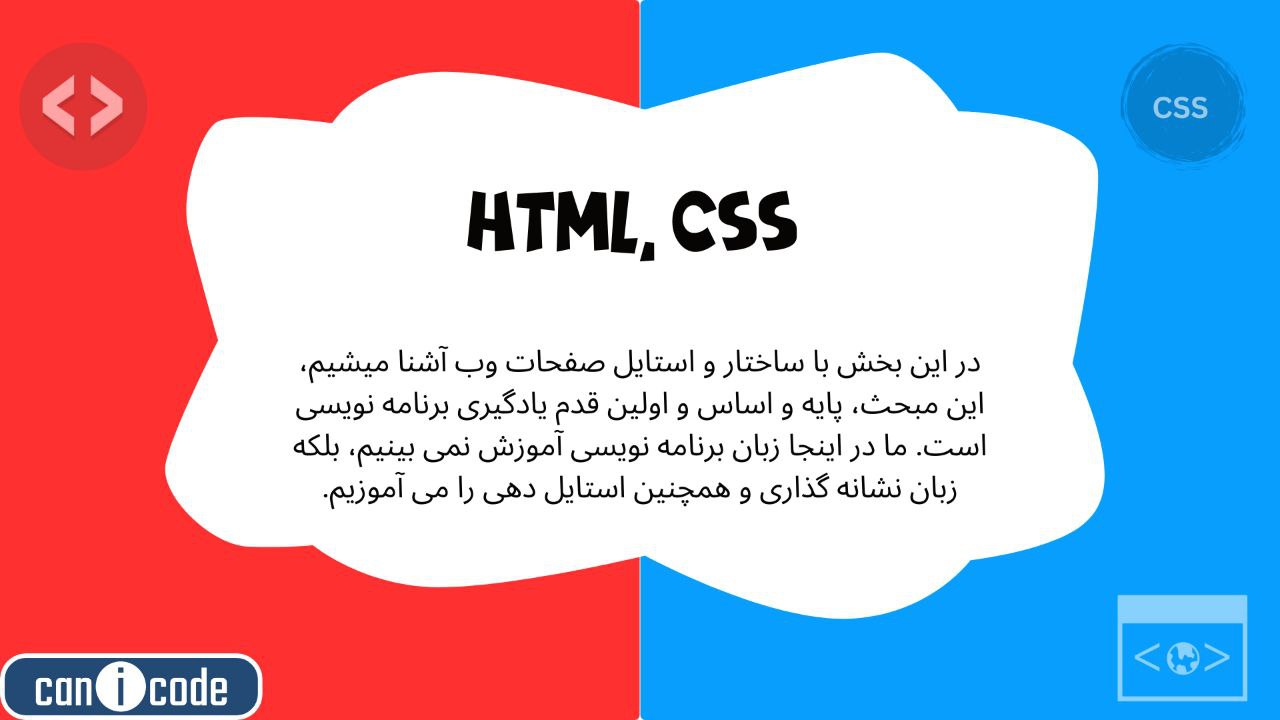 < >
CSS
HTML, CSS
در این بخش با ساختار و استایل صفحات وب آشنا میشیم،
این مبحث، پایه و اساس و اولین قدم یادگیری برنامه نویسی
است. ما در اینجا زبان برنامه نویسی آموزش نمی بینیم، بلکه
زبان نشانه گذاری و همچنین استایل دهی را می آموزیم.
< >
can i code